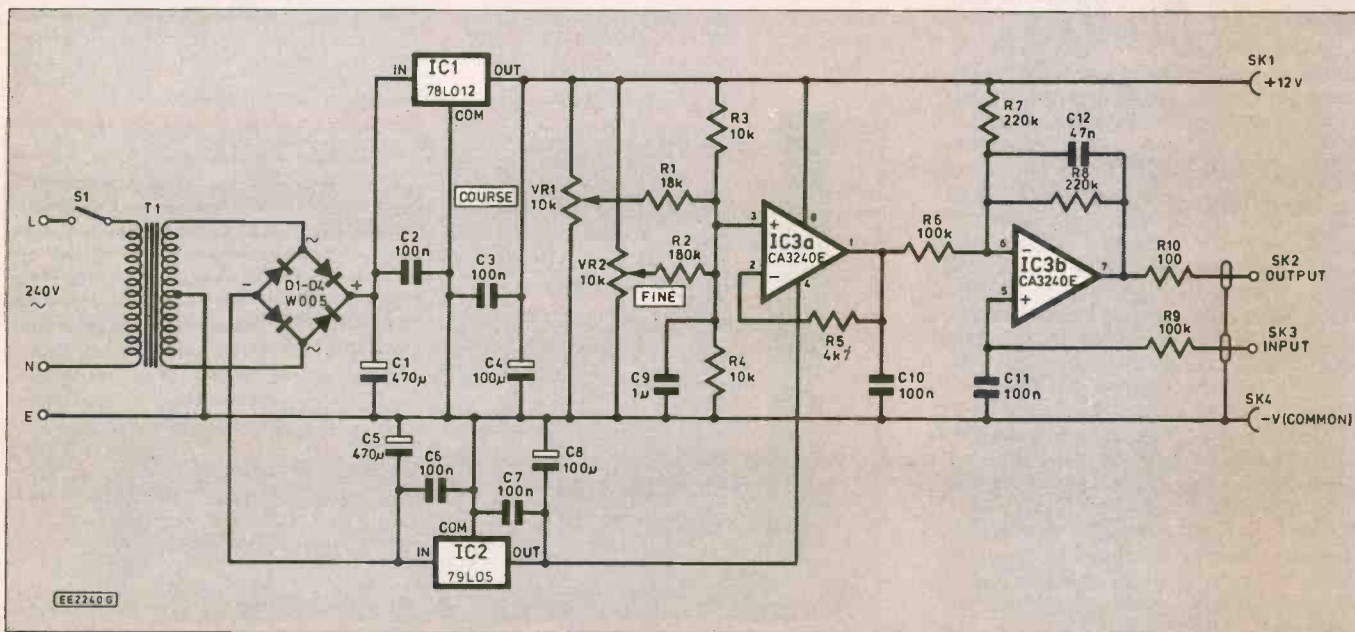 IN
IC1
78L012
OUT
COM
SK1
+12V
S1
T1
L
240V
~
N
E
~
-
D1-D4
W005
+
~
C2
100n
COURSE
C3
100n
C1
470µ
C4
100µ
VR1
10k
VR2
10k
R1
18k
R2
180k
FINE
R3
10k
R4
10k
C9
1µ
3
+
2
-
8
IC3a
CA3240E
1
4
R5
C10
100n
R6
100k
R7
220k
C12
47n
R8
220k
6
-
5
+
IC3b
CA3240E
7
C11
100n
R10
100
R9
100k
SK2
OUTPUT
SK3
INPUT
SK4
-V(COMMON)
C5
470µ
C6
100n
C7
100n
C8
100µ
COM
IN
IC2
79L05
OUT
EE2240G